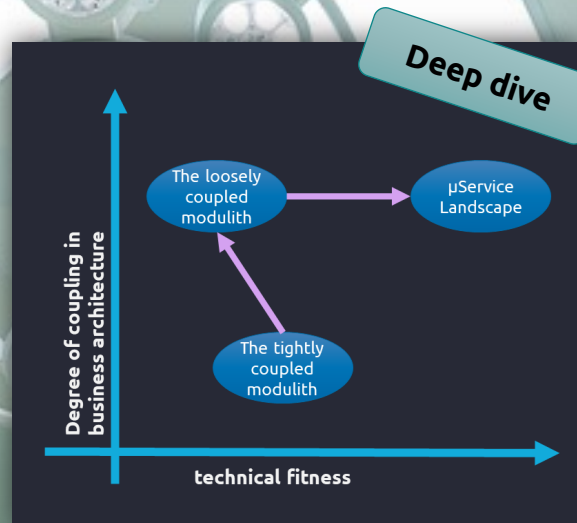 Deep dive
The loosely
coupled
modulith
µService
Landscape
Degree of coupling in
business architecture
The tightly
coupled
modulith
technical fitness